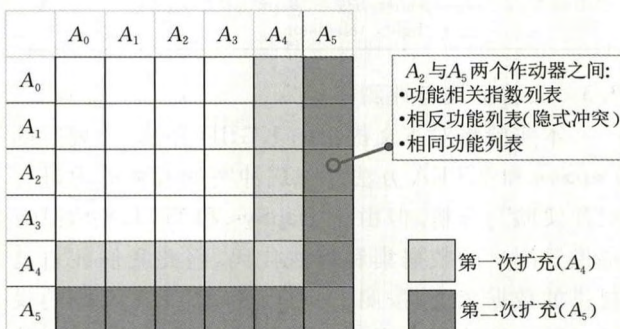 A₀ A₁ A₂ A₃ A₄ A₅
A₀
A₁
A₂
A₃
A₄
A₅
A₂与A₅两个作动器之间:
•功能相关指数列表
•相反功能列表(隐式冲突)
•相同功能列表
第一次扩充(A₄)
第二次扩充(A₅)